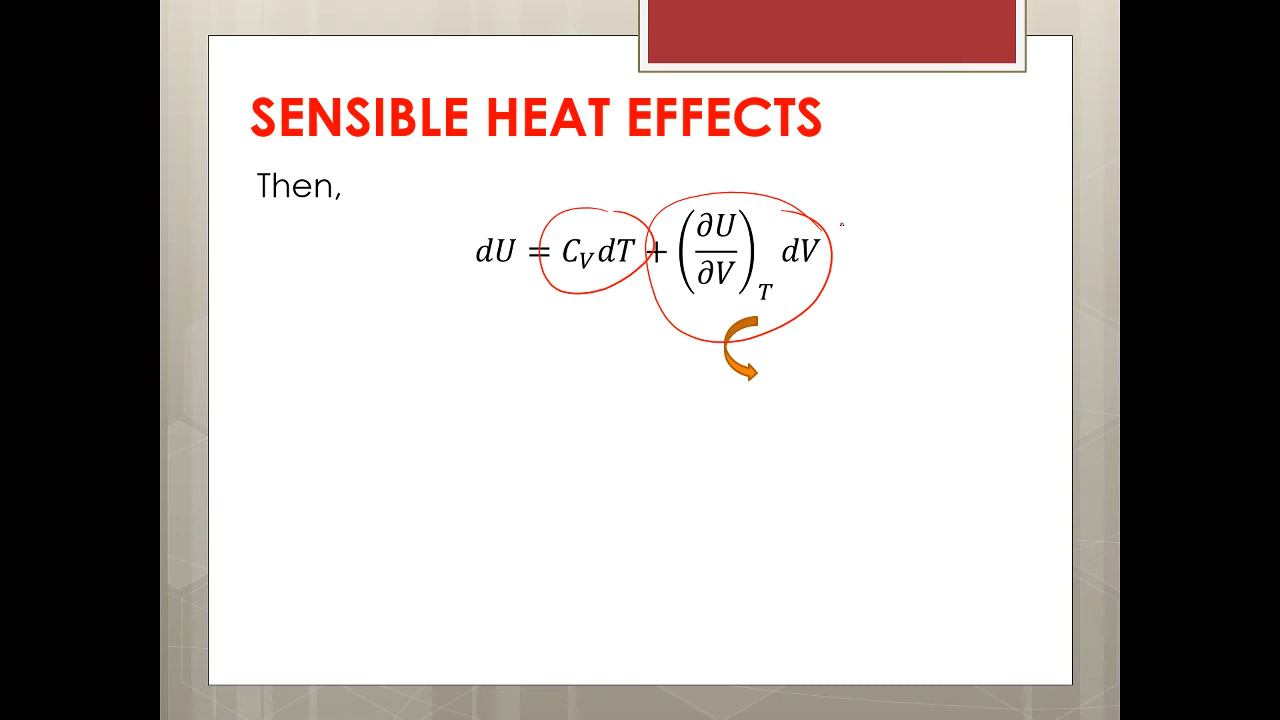 SENSIBLE HEAT EFFECTS
Then,
𝑑𝑈 = 𝐶_𝑉 𝑑𝑇 + (∂𝑈/∂𝑉)_𝑇 𝑑𝑉